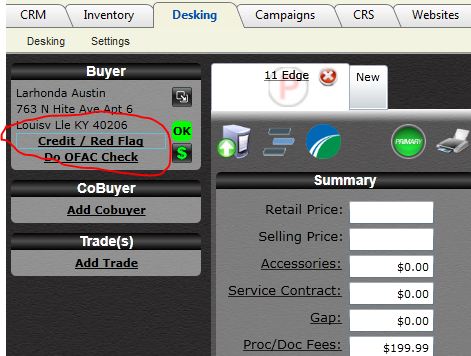 CRM Inventory Desking Campaigns CRS Websites
Desking Settings
Buyer
Larhonda Austin
763 N Hite Ave Apt 6
Louisv Lle KY 40206
OK
Credit / Red Flag
Do OFAC Check
$
CoBuyer
Add Cobuyer
Trade(s)
Add Trade
11 Edge
P
New
PRIMARY
Summary
Retail Price:
Selling Price:
Accessories: $0.00
Service Contract: $0.00
Gap: $0.00
Proc/Doc Fees: $199.99